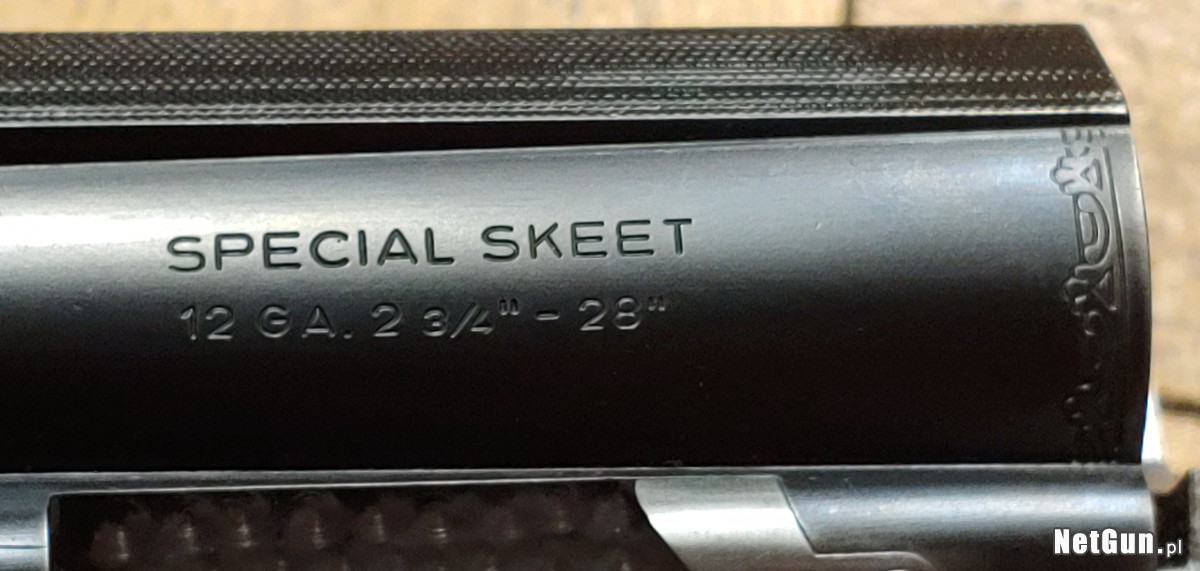 SPECIAL SKEET
12 GA. 2 3/4" - 28"
NetGun.pl